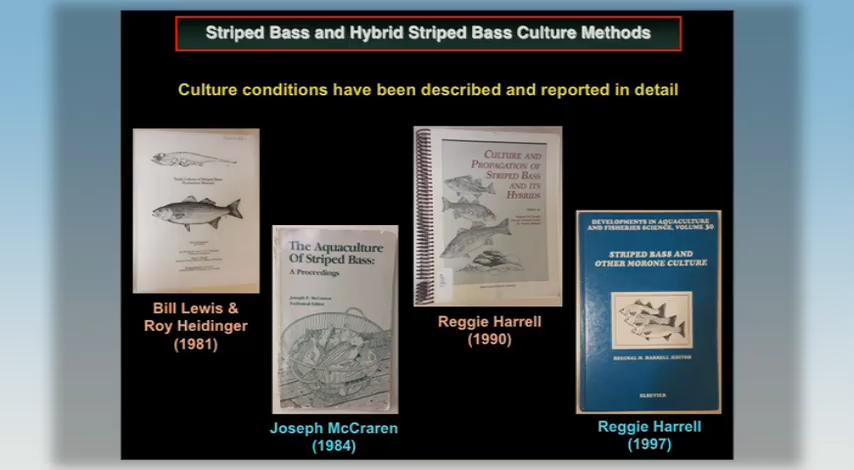 Striped Bass and Hybrid Striped Bass Culture Methods
Culture conditions have been described and reported in detail
Bill Lewis &
Roy Heidinger
(1981)
The Aquaculture
Of Striped Bass:
A Proceedings
Joseph P. McCraren
Technical Editor
Joseph McCraren
(1984)
CULTURE AND
PROPAGATION OF
STRIPED BASS
AND ITS
HYBRIDS
Reggie Harrell
(1990)
DEVELOPMENTS IN AQUACULTURE
AND FISHERIES SCIENCE, VOLUME 30
STRIPED BASS AND
OTHER MORONE CULTURE
REGINAL M. HARRELL /EDITOR
ELSEVIER
Reggie Harrell
(1997)